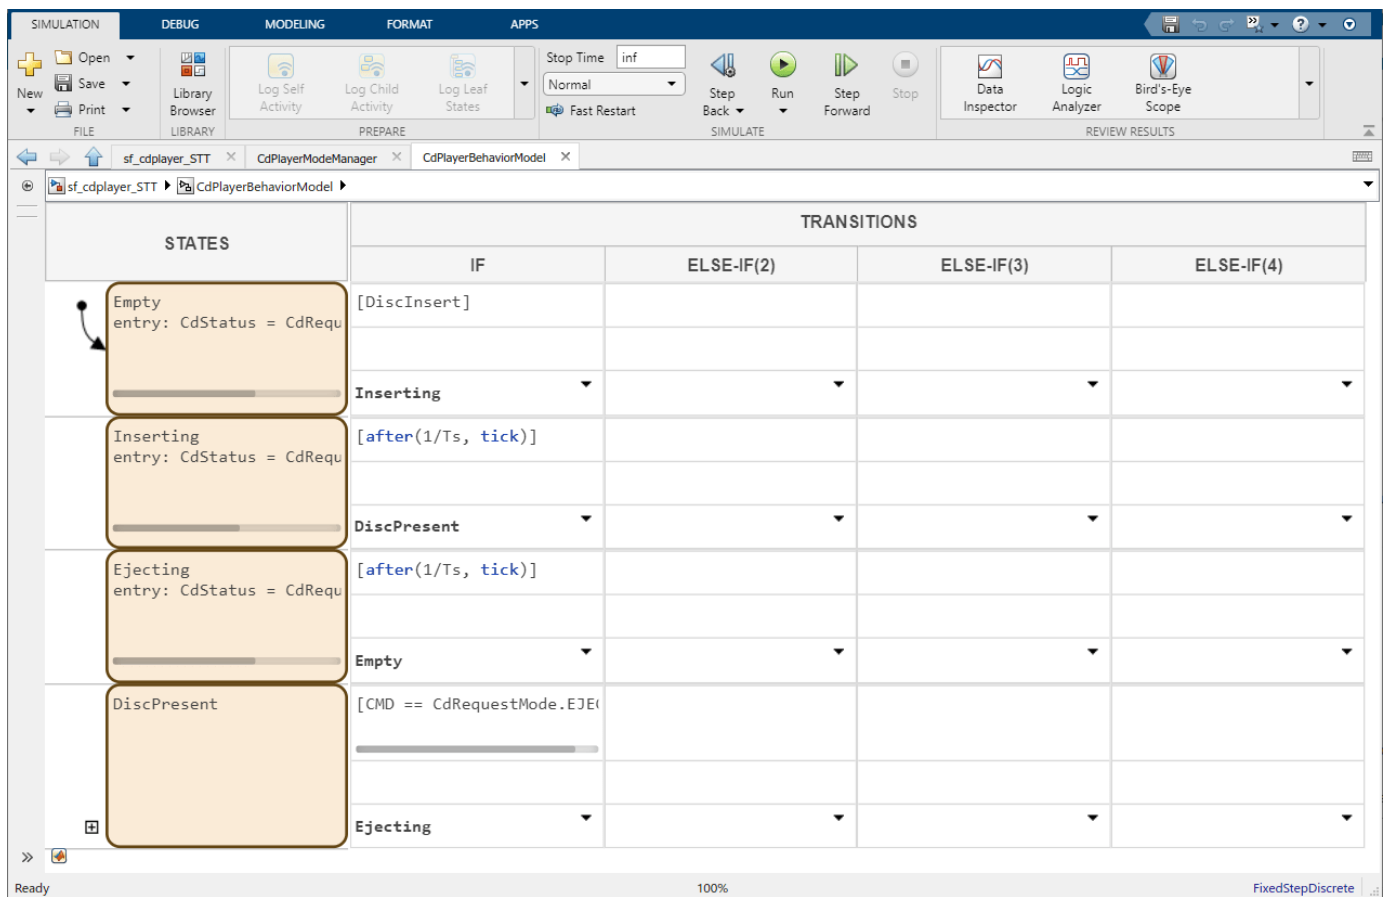 SIMULATION DEBUG MODELING FORMAT APPS
New
Open
Save
Print
FILE
Library
Browser
LIBRARY
Log Self
Activity
Log Child
Activity
Log Leaf
States
PREPARE
Stop Time inf
Normal
Fast Restart
Step
Back
Run
Step
Forward
Stop
SIMULATE
Data
Inspector
Logic
Analyzer
Bird's-Eye
Scope
REVIEW RESULTS
sf_cdplayer_STT CdPlayerModeManager CdPlayerBehaviorModel
sf_cdplayer_STT CdPlayerBehaviorModel
STATES
TRANSITIONS
IF ELSE-IF(2) ELSE-IF(3) ELSE-IF(4)
Empty
entry: CdStatus = CdRequ
[DiscInsert]
Inserting
Inserting
entry: CdStatus = CdRequ
[after(1/Ts, tick)]
DiscPresent
Ejecting
entry: CdStatus = CdRequ
[after(1/Ts, tick)]
Empty
DiscPresent
[CMD == CdRequestMode.EJE
Ejecting
Ready 100% FixedStepDiscrete